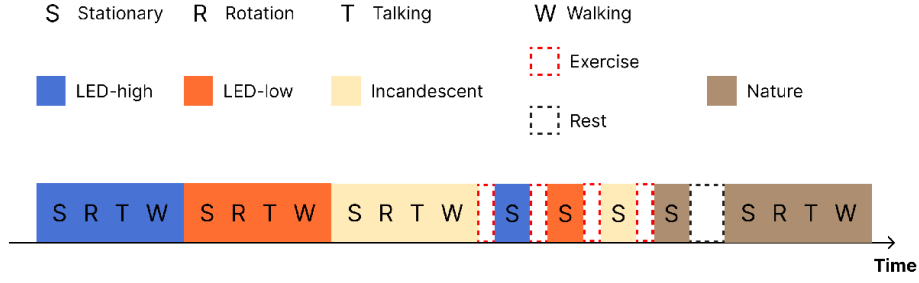 S Stationary R Rotation T Talking W Walking
Exercise
LED-high LED-low Incandescent Nature
Rest
S R T W S R T W S R T W S S S S S R T W
Time